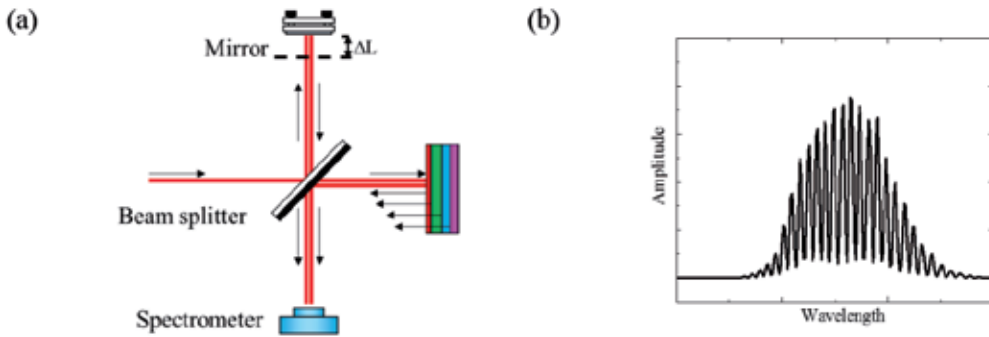 (a)
Mirror
ΔL
Beam splitter
Spectrometer
(b)
Amplitude
Wavelength